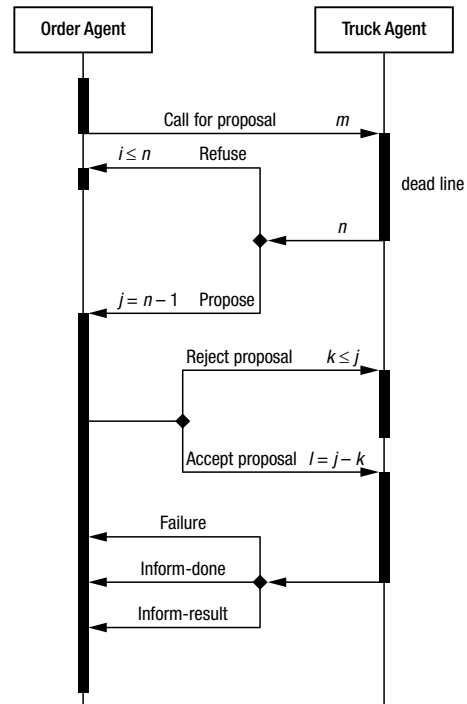 Order Agent
Truck Agent
Call for proposal m
i ≤ n Refuse
dead line
n
j = n – 1 Propose
Reject proposal k ≤ j
Accept proposal l = j – k
Failure
Inform-done
Inform-result